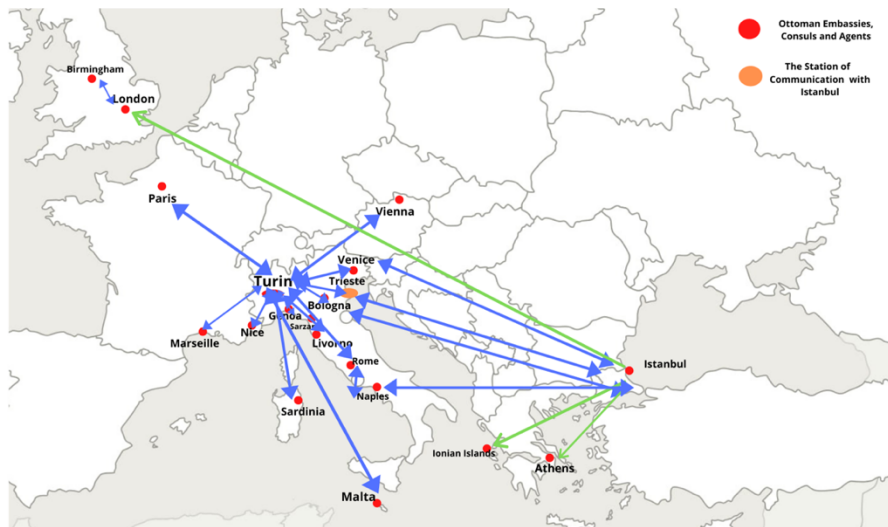 Ottoman Embassies,
Consuls and Agents
The Station of
Communication with
Istanbul
Birmingham
London
Paris
Vienna
Venice
Trieste
Turin
Bologna
Genoa
Sarzana
Nice
Livorno
Marseille
Rome
Istanbul
Naples
Sardinia
Ionian Islands
Athens
Malta